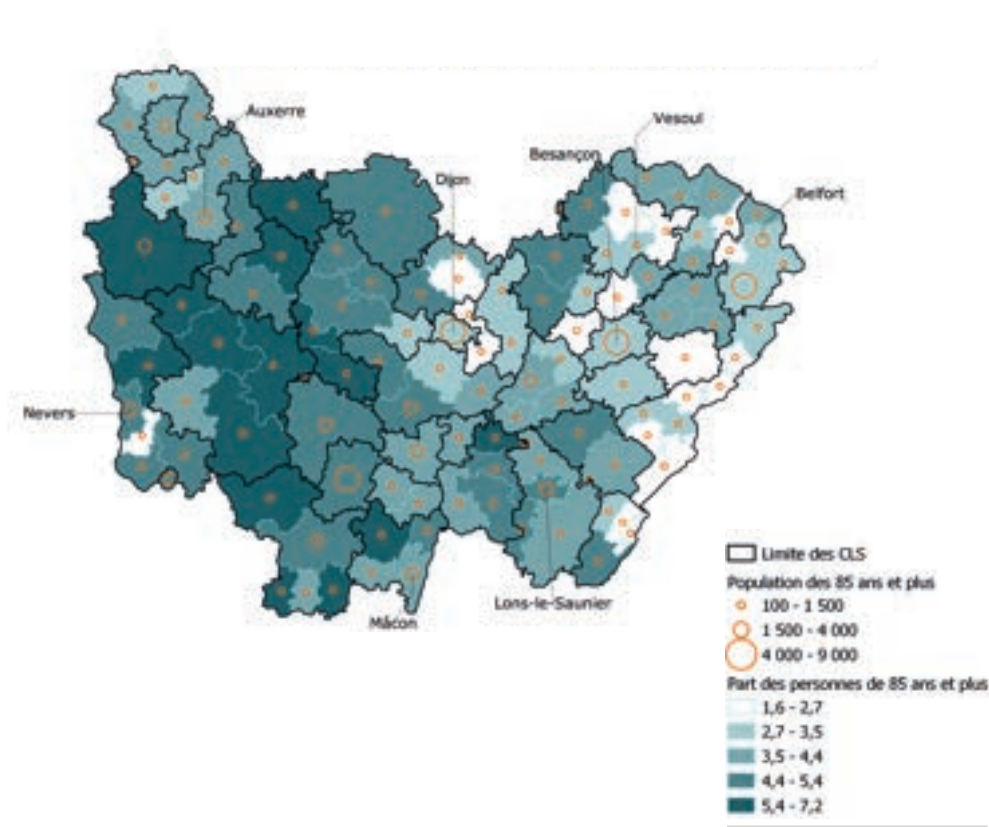 Auxerre
Vesoul
Besançon
Dijon
Belfort
Nevers
Lons-le-Saunier
Mâcon
Limite des CLS
Population des 85 ans et plus
100 - 1 500
1 500 - 4 000
4 000 - 9 000
Part des personnes de 85 ans et plus
1,6 - 2,7
2,7 - 3,5
3,5 - 4,4
4,4 - 5,4
5,4 - 7,2